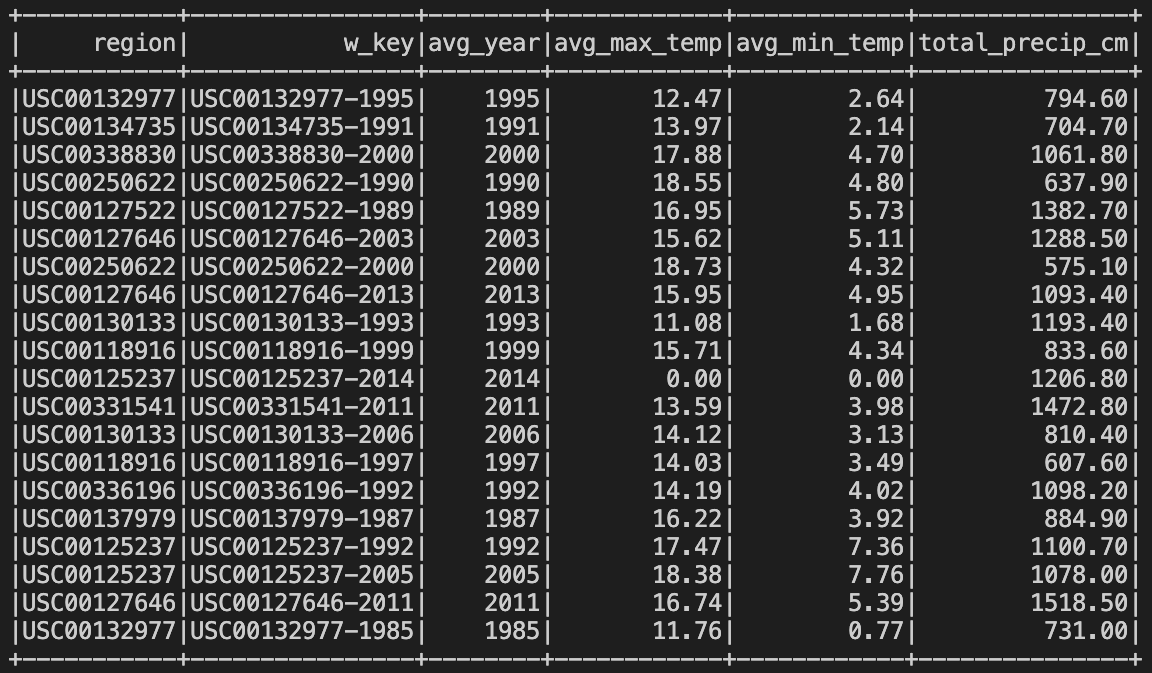 +-----------+----------------+--------+------------+------------+---------------+
|     region|           w_key|avg_year|avg_max_temp|avg_min_temp|total_precip_cm|
+-----------+----------------+--------+------------+------------+---------------+
|USC00132977|USC00132977-1995|    1995|       12.47|        2.64|         794.60|
|USC00134735|USC00134735-1991|    1991|       13.97|        2.14|         704.70|
|USC00338830|USC00338830-2000|    2000|       17.88|        4.70|        1061.80|
|USC00250622|USC00250622-1990|    1990|       18.55|        4.80|         637.90|
|USC00127522|USC00127522-1989|    1989|       16.95|        5.73|        1382.70|
|USC00127646|USC00127646-2003|    2003|       15.62|        5.11|        1288.50|
|USC00250622|USC00250622-2000|    2000|       18.73|        4.32|         575.10|
|USC00127646|USC00127646-2013|    2013|       15.95|        4.95|        1093.40|
|USC00130133|USC00130133-1993|    1993|       11.08|        1.68|        1193.40|
|USC00118916|USC00118916-1999|    1999|       15.71|        4.34|         833.60|
|USC00125237|USC00125237-2014|    2014|        0.00|        0.00|        1206.80|
|USC00331541|USC00331541-2011|    2011|       13.59|        3.98|        1472.80|
|USC00130133|USC00130133-2006|    2006|       14.12|        3.13|         810.40|
|USC00118916|USC00118916-1997|    1997|       14.03|        3.49|         607.60|
|USC00336196|USC00336196-1992|    1992|       14.19|        4.02|        1098.20|
|USC00137979|USC00137979-1987|    1987|       16.22|        3.92|         884.90|
|USC00125237|USC00125237-1992|    1992|       17.47|        7.36|        1100.70|
|USC00125237|USC00125237-2005|    2005|       18.38|        7.76|        1078.00|
|USC00127646|USC00127646-2011|    2011|       16.74|        5.39|        1518.50|
|USC00132977|USC00132977-1985|    1985|       11.76|        0.77|         731.00|
+-----------+----------------+--------+------------+------------+---------------+